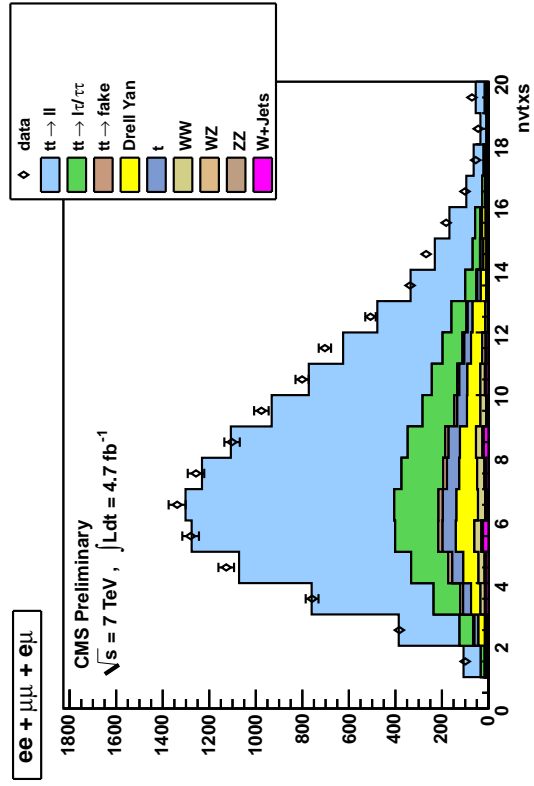 ee + μμ + eμ
CMS Preliminary
√s = 7 TeV , ∫Ldt = 4.7 fb⁻¹
data
tt → ll
tt → lτ/ττ
tt → fake
Drell Yan
t
WW
WZ
ZZ
W+Jets
1800
1600
1400
1200
1000
800
600
400
200
0
0 2 4 6 8 10 12 14 16 18 20
nvtxs